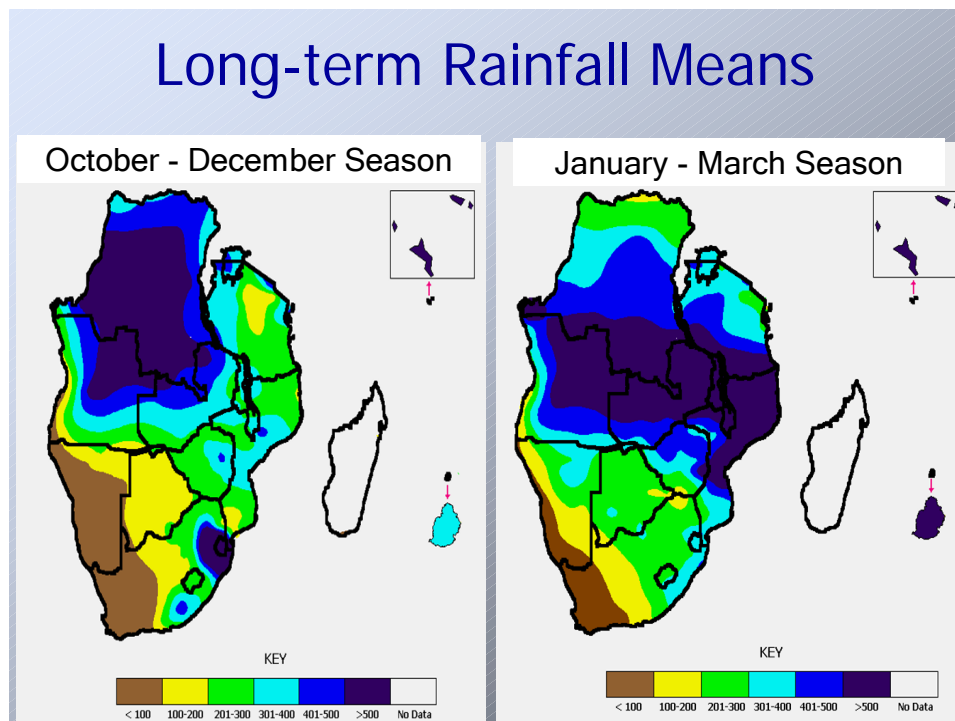 Long-term Rainfall Means
October - December Season
January - March Season
KEY
< 100 100-200 201-300 301-400 401-500 >500 No Data
KEY
< 100 100-200 201-300 301-400 401-500 >500 No Data